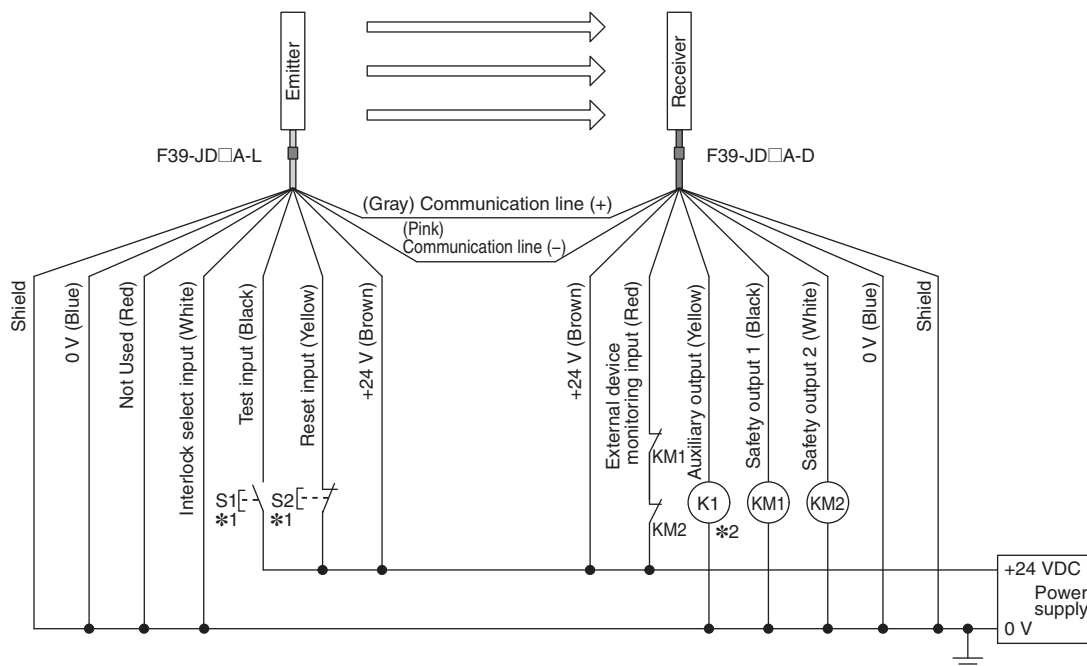 Emitter
Receiver
F39-JD□A-L
F39-JD□A-D
(Gray) Communication line (+)
(Pink)
Communication line (–)
Shield
0 V (Blue)
Not Used (Red)
Interlock select input (White)
Test input (Black)
Reset input (Yellow)
+24 V (Brown)
+24 V (Brown)
External device
monitoring input (Red)
Auxiliary output (Yellow)
Safety output 1 (Black)
Safety output 2 (White)
0 V (Blue)
Shield
S1
*1
S2
*1
KM1
KM2
K1
*2
KM1
KM2
+24 VDC
Power
supply
0 V